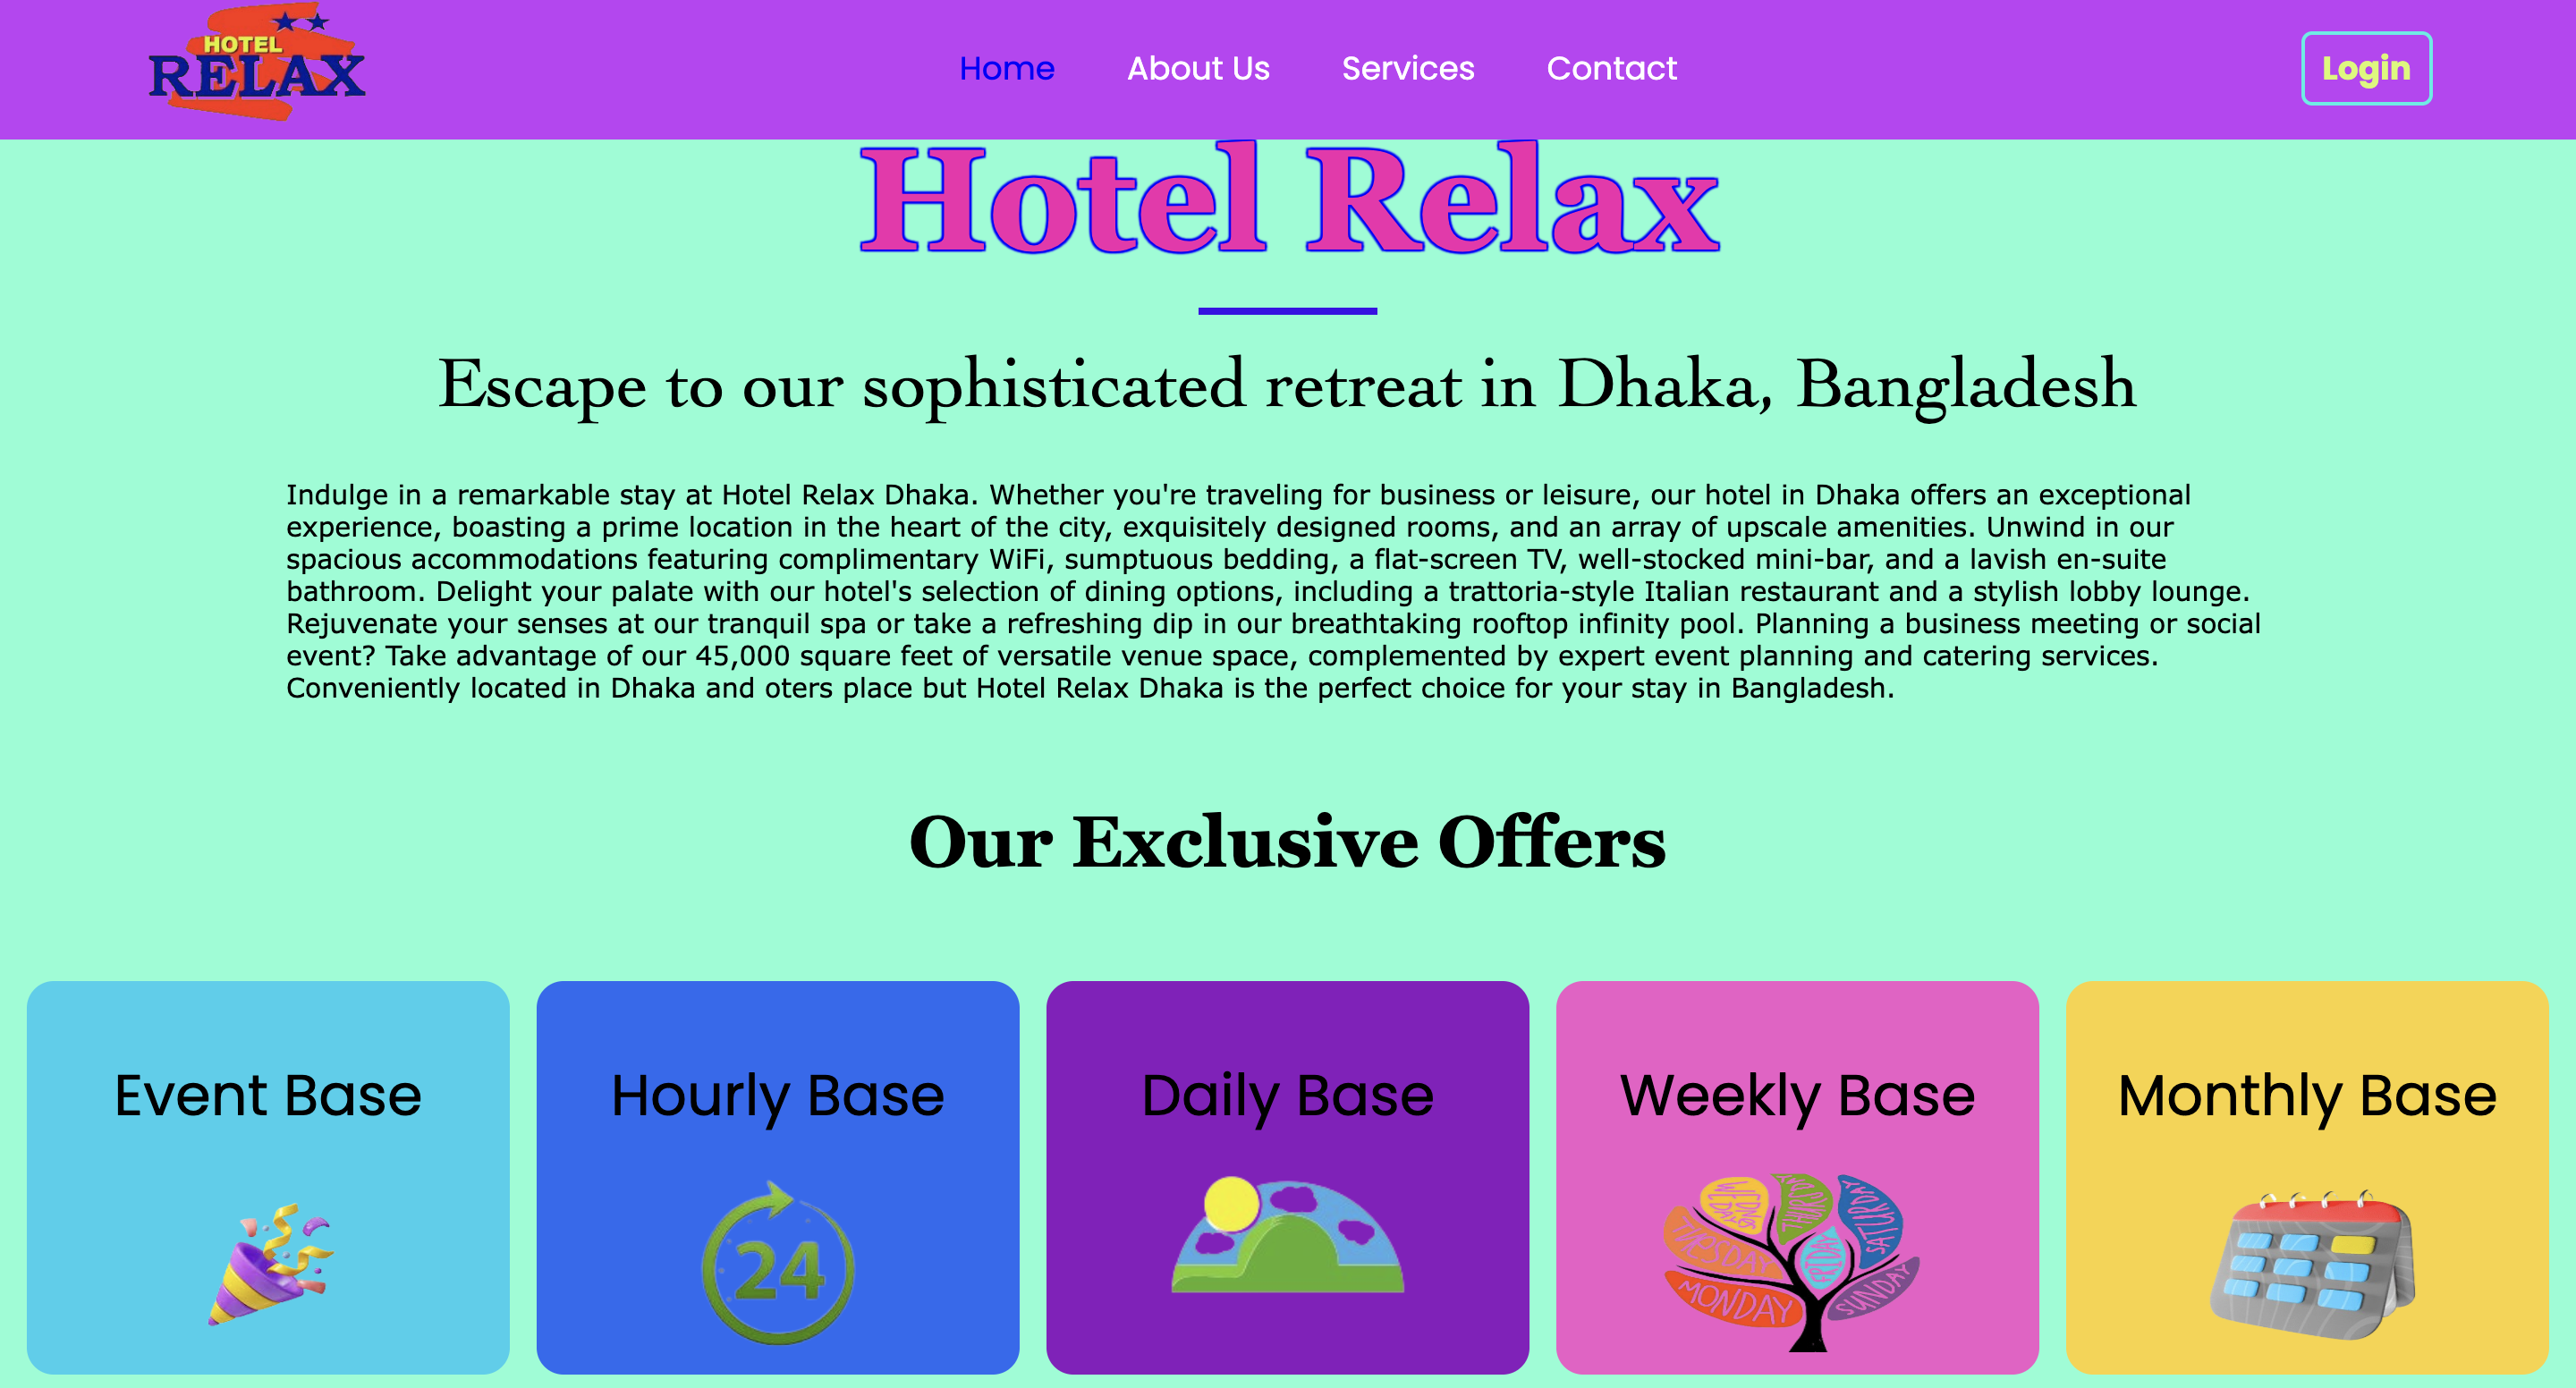 HOTEL
RELAX
Home About Us Services Contact
Login
Hotel Relax
Escape to our sophisticated retreat in Dhaka, Bangladesh
Indulge in a remarkable stay at Hotel Relax Dhaka. Whether you're traveling for business or leisure, our hotel in Dhaka offers an exceptional
experience, boasting a prime location in the heart of the city, exquisitely designed rooms, and an array of upscale amenities. Unwind in our
spacious accommodations featuring complimentary WiFi, sumptuous bedding, a flat-screen TV, well-stocked mini-bar, and a lavish en-suite
bathroom. Delight your palate with our hotel's selection of dining options, including a trattoria-style Italian restaurant and a stylish lobby lounge.
Rejuvenate your senses at our tranquil spa or take a refreshing dip in our breathtaking rooftop infinity pool. Planning a business meeting or social
event? Take advantage of our 45,000 square feet of versatile venue space, complemented by expert event planning and catering services.
Conveniently located in Dhaka and oters place but Hotel Relax Dhaka is the perfect choice for your stay in Bangladesh.
Our Exclusive Offers
Event Base
Hourly Base
24
Daily Base
Weekly Base
MONDAY
TUESDAY
FRIDAY
SATURDAY
SUNDAY
Monthly Base